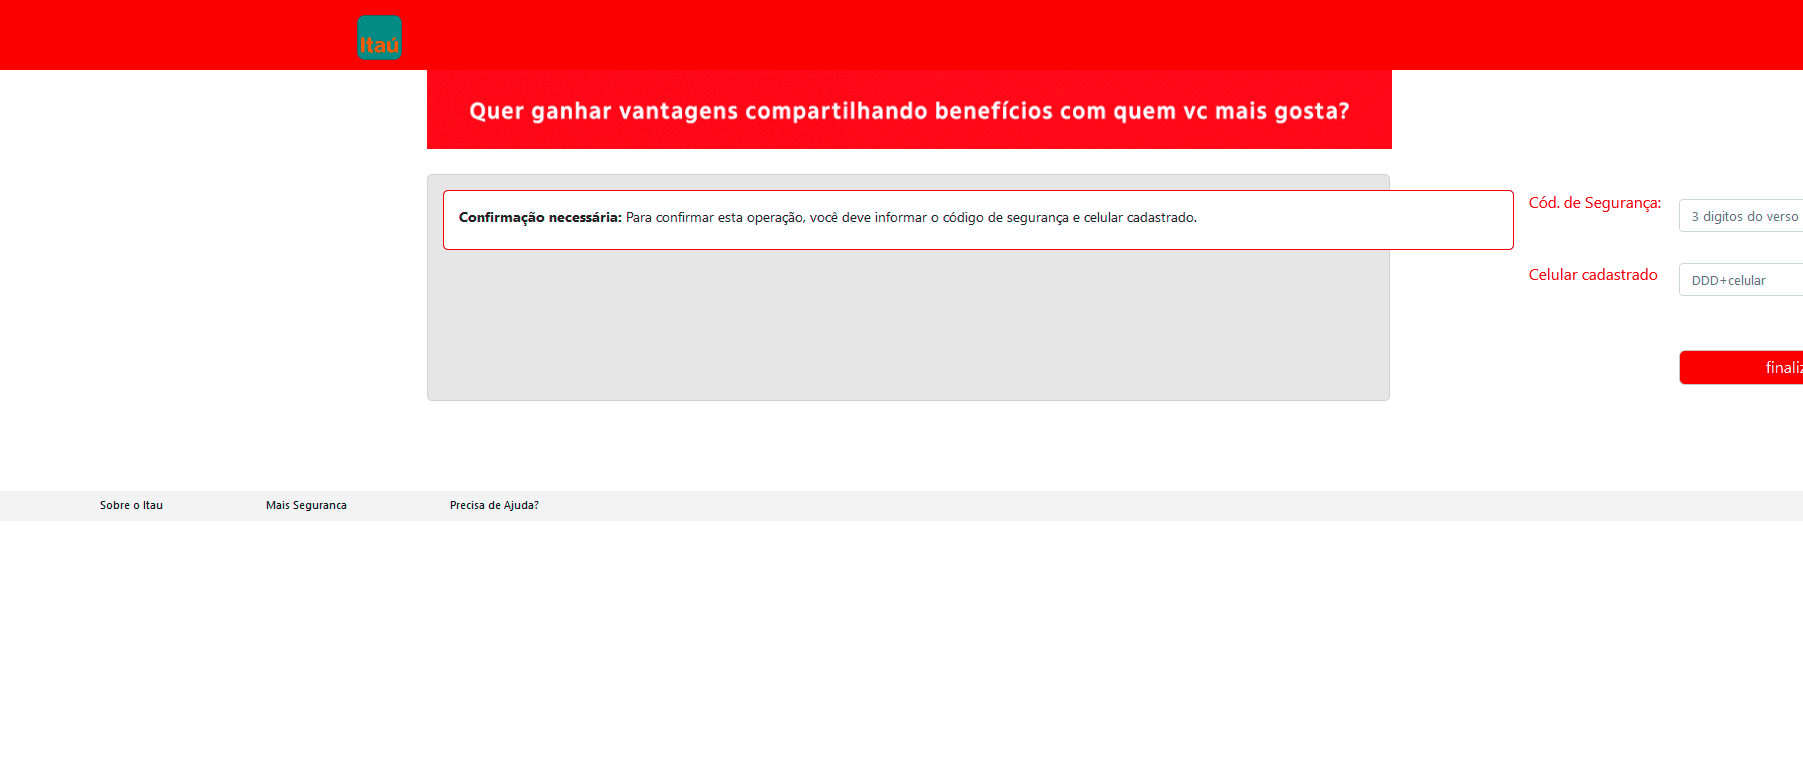 Itaú
Quer ganhar vantagens compartilhando benefícios com quem vc mais gosta?
Confirmação necessária: Para confirmar esta operação, você deve informar o código de segurança e celular cadastrado.
Cód. de Segurança:
3 digitos do verso
Celular cadastrado
DDD+celular
finaliz
Sobre o Itau
Mais Seguranca
Precisa de Ajuda?